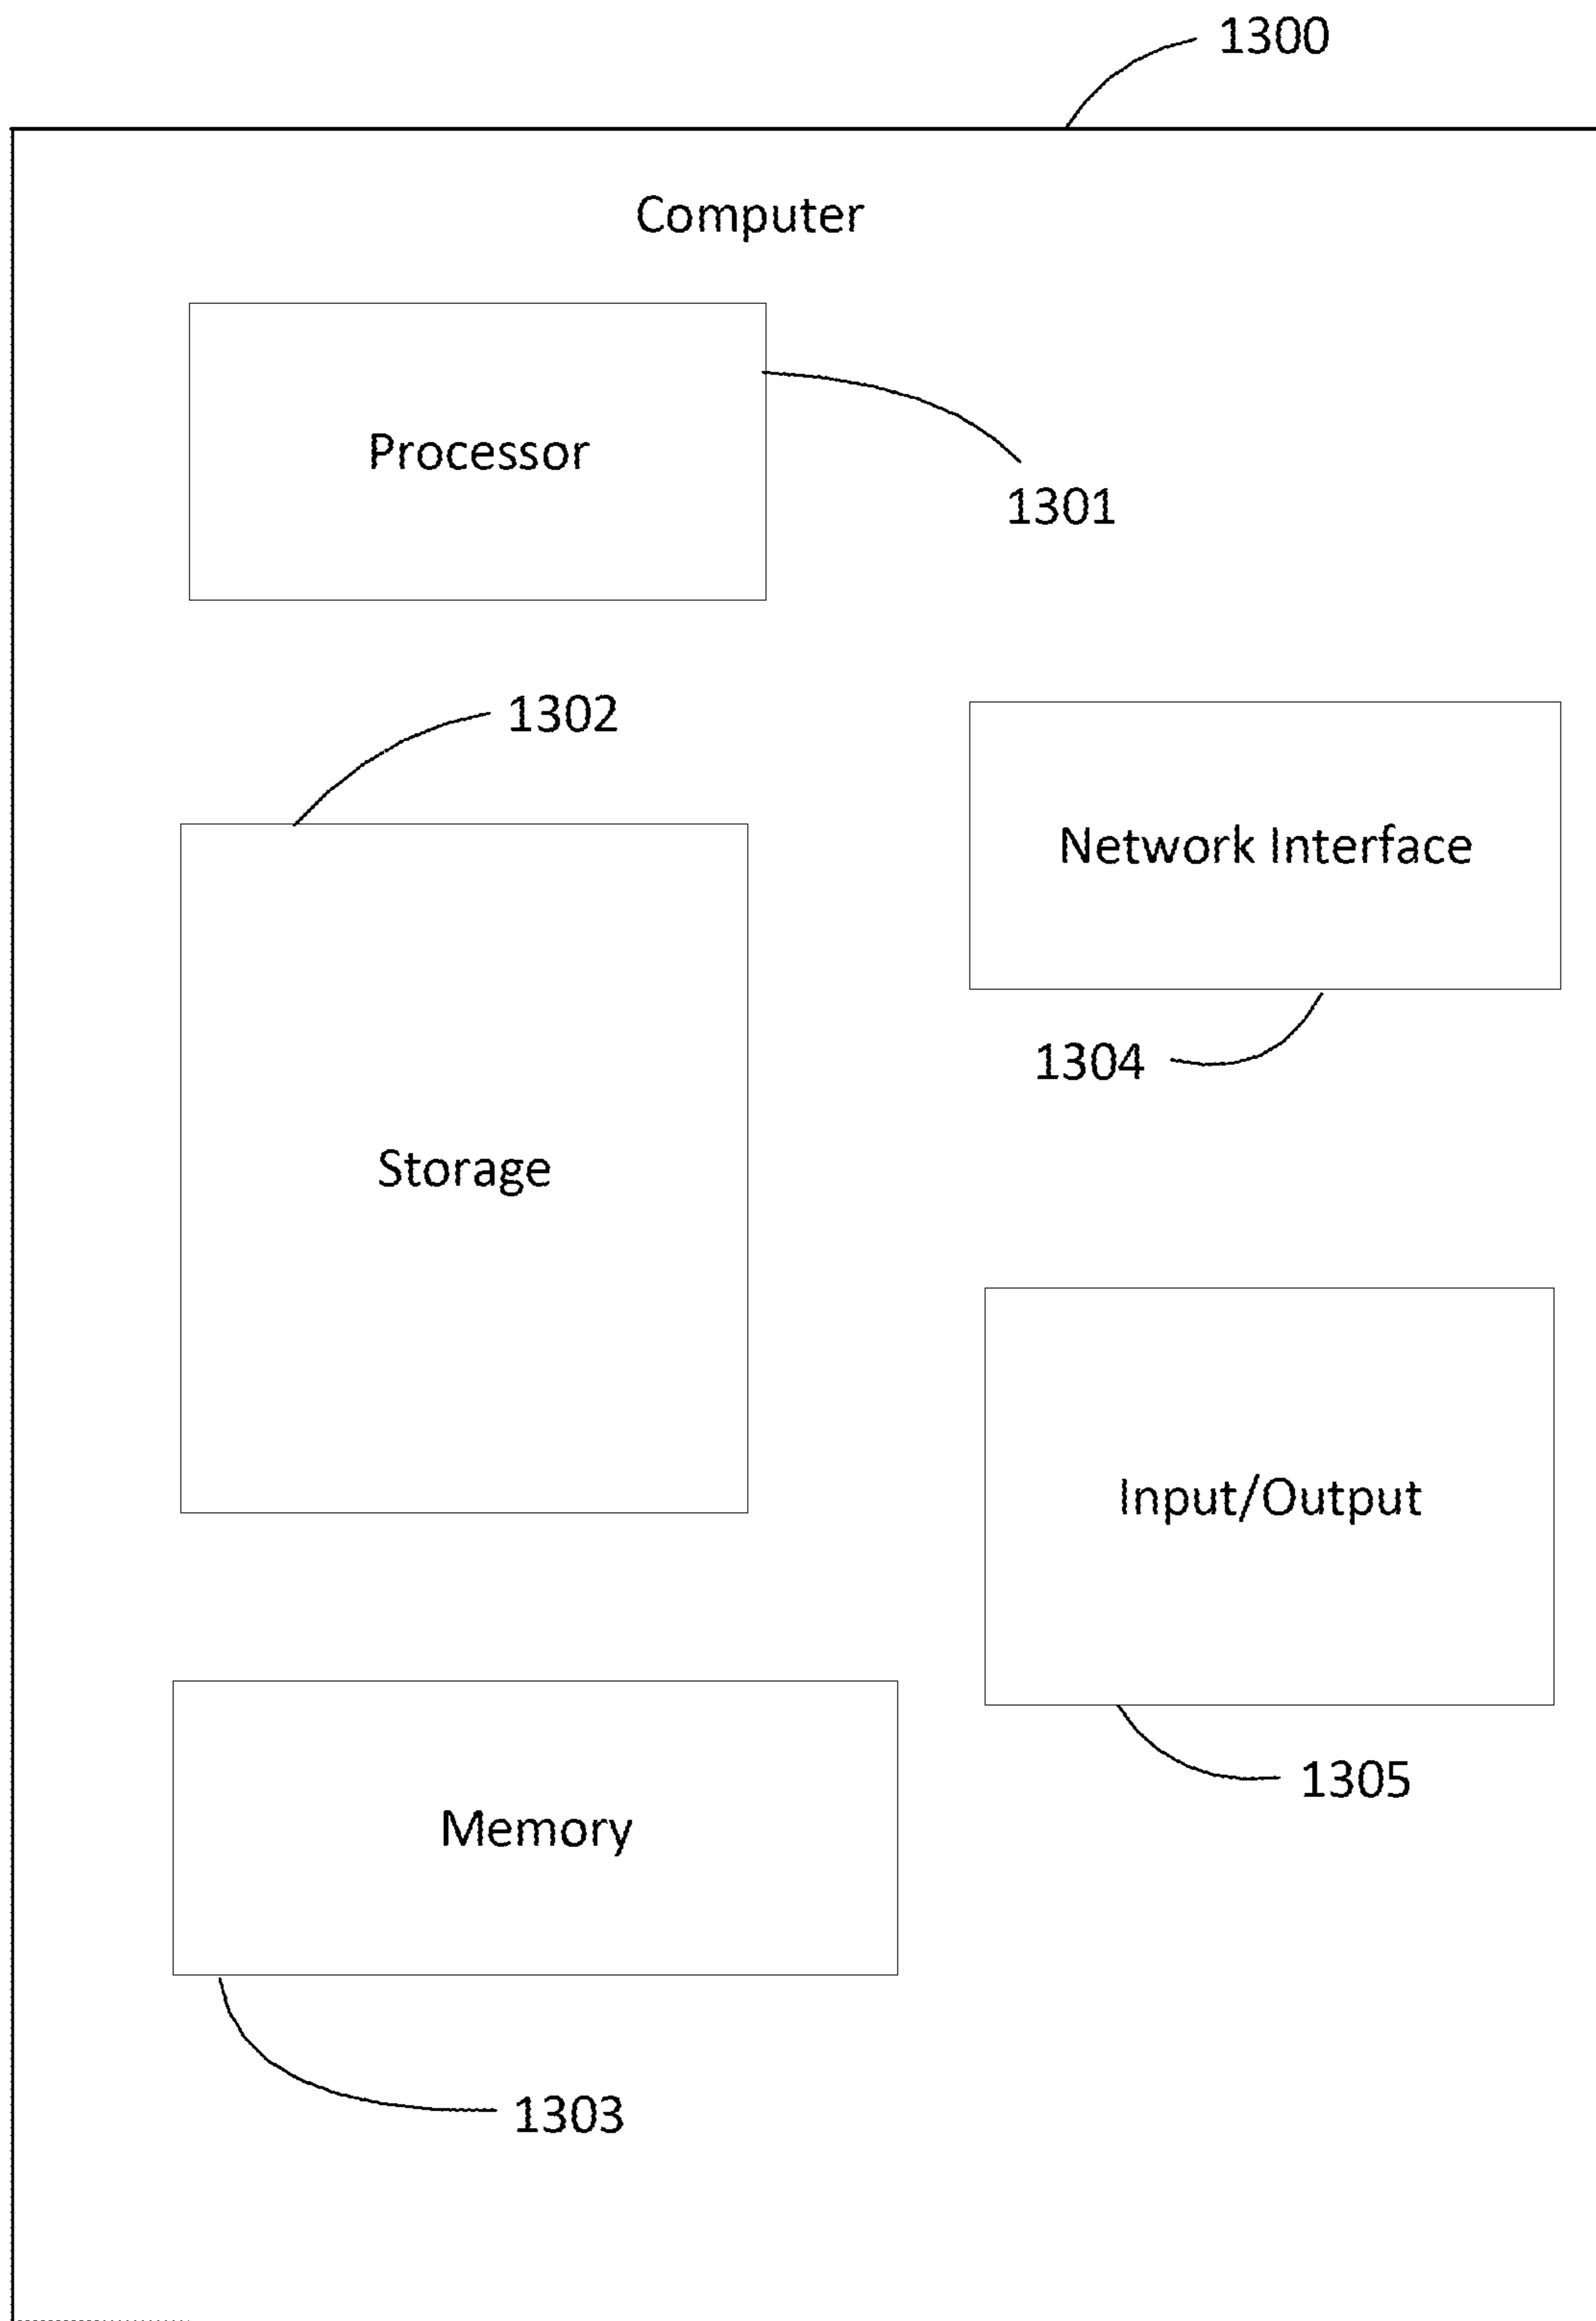 1300
Computer
Processor
1301
1302
Network Interface
1304
Storage
Input/Output
1305
Memory
1303